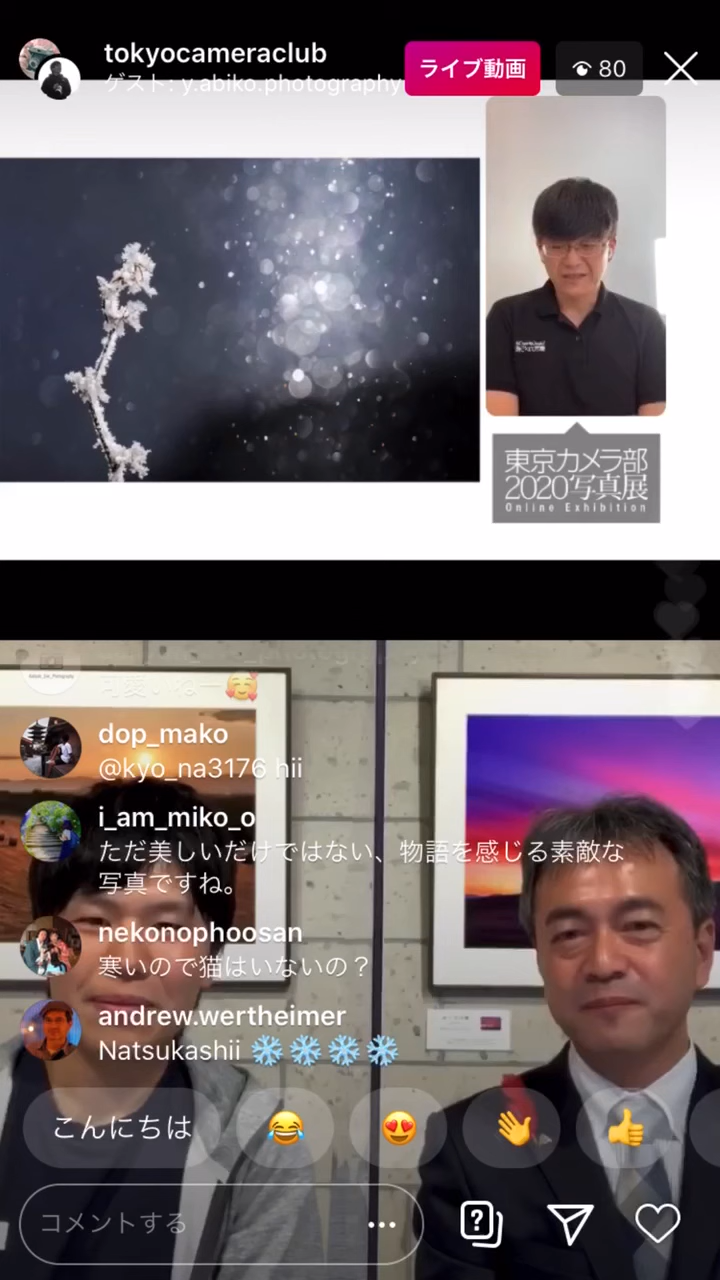 tokyocameraclub
ゲスト: y.abiko.photography
ライブ動画
80
東京カメラ部
2020写真展
Online Exhibition
可愛いねー🥰
dop_mako
@kyo_na3176 hii
i_am_miko_o
ただ美しいだけではない、物語を感じる素敵な
写真ですね。
nekonophoosan
寒いので猫はいないの？
andrew.wertheimer
Natsukashii ❄️❄️❄️❄️
こんにちは 😂 😍 👋 👍
コメントする